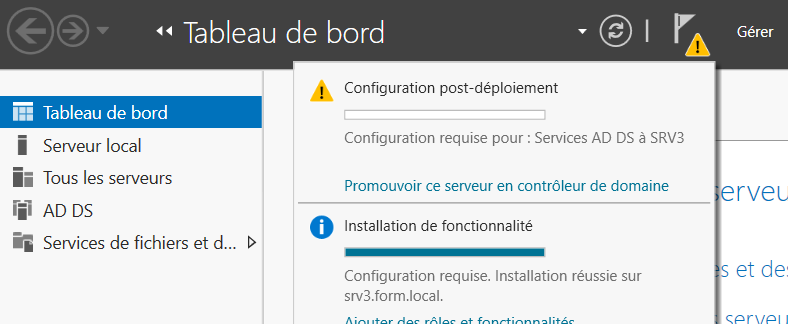 Tableau de bord
Gérer
Tableau de bord
Serveur local
Tous les serveurs
AD DS
Services de fichiers et d...
Configuration post-déploiement
Configuration requise pour : Services AD DS à SRV3
Promouvoir ce serveur en contrôleur de domaine
Installation de fonctionnalité
Configuration requise. Installation réussie sur
srv3.form.local.
Ajouter des rôles et fonctionnalités
serveu
es et des
serveu